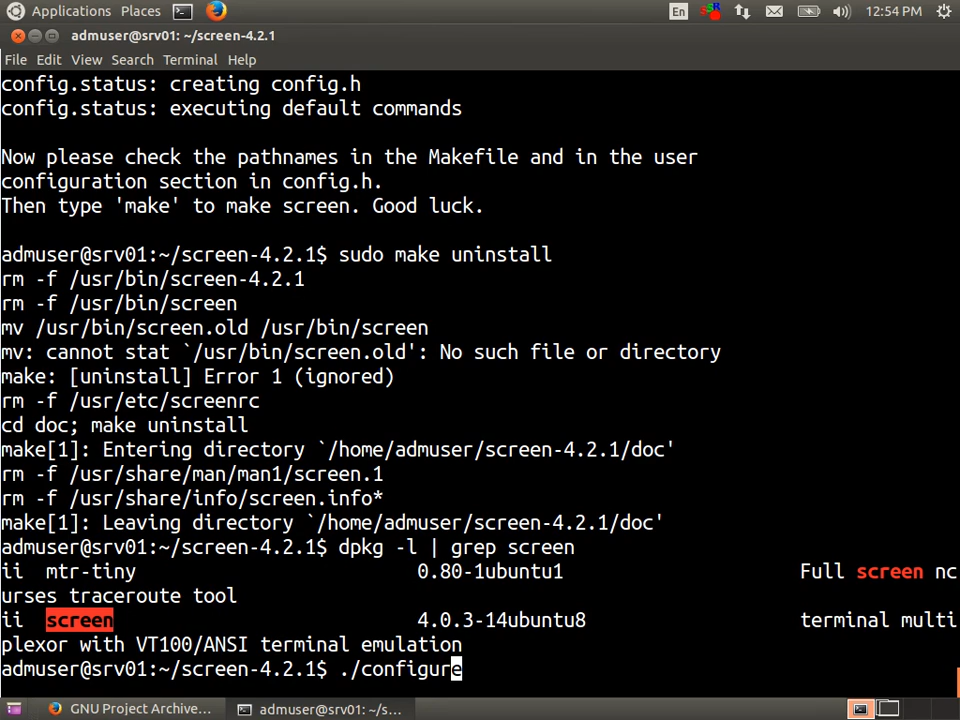 Applications Places En 12:54 PM
admuser@srv01: ~/screen-4.2.1
File Edit View Search Terminal Help
config.status: creating config.h
config.status: executing default commands
Now please check the pathnames in the Makefile and in the user
configuration section in config.h.
Then type 'make' to make screen. Good luck.
admuser@srv01:~/screen-4.2.1$ sudo make uninstall
rm -f /usr/bin/screen-4.2.1
rm -f /usr/bin/screen
mv /usr/bin/screen.old /usr/bin/screen
mv: cannot stat `/usr/bin/screen.old': No such file or directory
make: [uninstall] Error 1 (ignored)
rm -f /usr/etc/screenrc
cd doc; make uninstall
make[1]: Entering directory `/home/admuser/screen-4.2.1/doc'
rm -f /usr/share/man/man1/screen.1
rm -f /usr/share/info/screen.info*
make[1]: Leaving directory `/home/admuser/screen-4.2.1/doc'
admuser@srv01:~/screen-4.2.1$ dpkg -l | grep screen
ii  mtr-tiny 0.80-1ubuntu1 Full screen nc
urses traceroute tool
ii  screen 4.0.3-14ubuntu8 terminal multi
plexor with VT100/ANSI terminal emulation
admuser@srv01:~/screen-4.2.1$ ./configure
GNU Project Archive... admuser@srv01: ~/s...